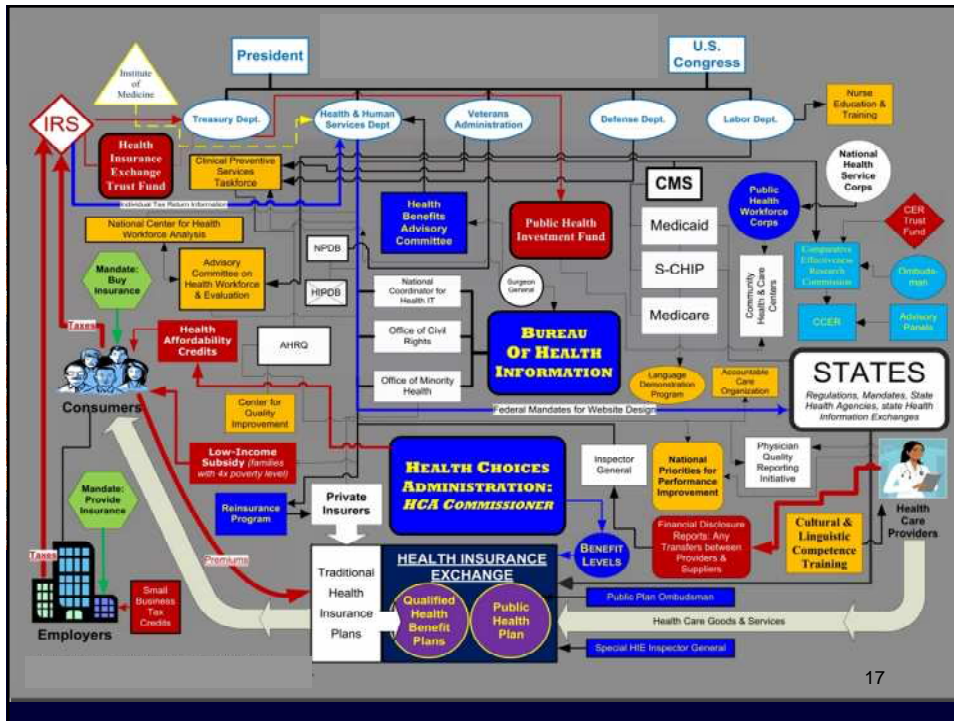 President
U.S.
Congress
Institute
of
Medicine
IRS
Treasury Dept.
Health & Human
Services Dept
Veterans
Administration
Defense Dept.
Labor Dept.
Nurse
Education &
Training
Health
Insurance
Exchange
Trust Fund
Clinical Preventive
Services
Taskforce
Individual Tax Return Information
Health
Benefits
Advisory
Committee
Public Health
Investment Fund
CMS
Medicaid
S-CHIP
Medicare
Public
Health
Workforce
Corps
National
Health
Service
Corps
CER
Trust
Fund
National Center for Health
Workforce Analysis
NPDB
HIPDB
Advisory
Committee on
Health Workforce
& Evaluation
Mandate:
Buy
Insurance
National
Coordinator for
Health IT
Office of Civil
Rights
Office of Minority
Health
Surgeon
General
Community
Health & Care
Centers
Comparative
Effectiveness
Research
Commission
Ombuds-
man
CCER
Advisory
Panels
BUREAU
OF HEALTH
INFORMATION
Taxes
Health
Affordability
Credits
AHRQ
Consumers
Center for
Quality
Improvement
Language
Demonstration
Program
Accountable
Care
Organization
STATES
Regulations, Mandates, State
Health Agencies, state Health
Information Exchanges
Federal Mandates for Website Design
Low-Income
Subsidy (families
with 4x poverty level)
HEALTH CHOICES
ADMINISTRATION:
HCA COMMISSIONER
Inspector
General
National
Priorities for
Performance
Improvement
Physician
Quality
Reporting
Initiative
Health
Care
Providers
Mandate:
Provide
Insurance
Reinsurance
Program
Private
Insurers
Financial Disclosure
Reports: Any
Transfers between
Providers &
Suppliers
Cultural &
Linguistic
Competence
Training
BENEFIT
LEVELS
Taxes
Premiums
Employers
Small
Business
Tax
Credits
Traditional
Health
Insurance
Plans
HEALTH INSURANCE
EXCHANGE
Qualified
Health
Benefit
Plans
Public
Health
Plan
Public Plan Ombudsman
Health Care Goods & Services
Special HIE Inspector General
17